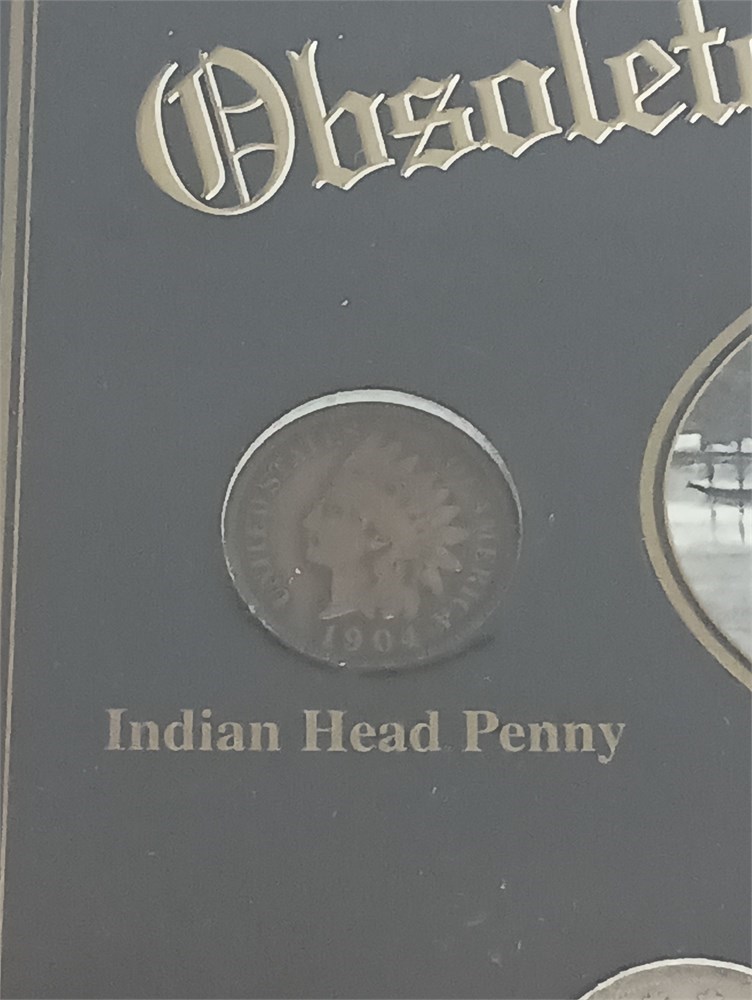 Obsolet
UNITED STATES OF AMERICA
1904
Indian Head Penny